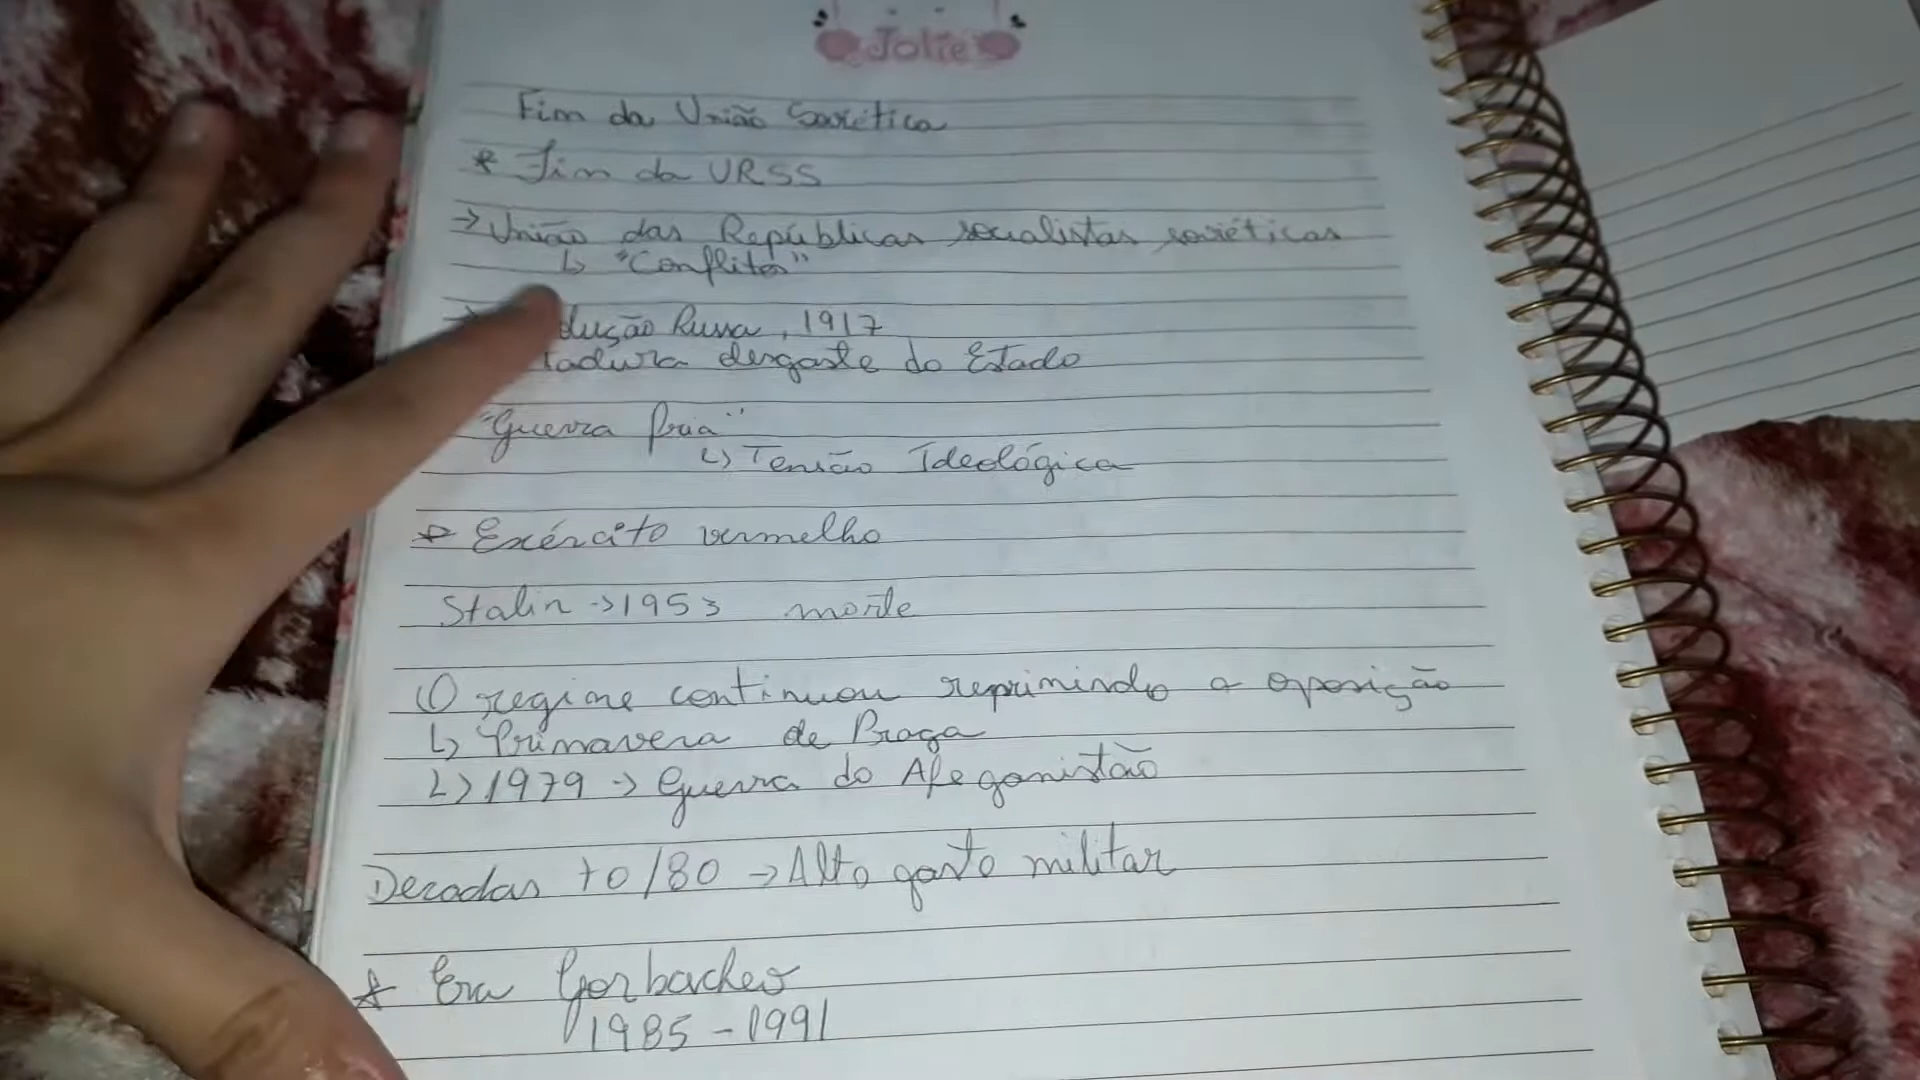 Jolie
Fim da União Soviética
* Fim da URSS
→ União das Repúblicas socialistas soviéticas
↳ "Conflitos"
→ lução Russa, 1917
tadura desgaste do Estado
"Guerra fria"
↳ Tensão Ideológica
* Exército vermelho
Stalin → 1953 morte
O regime continuou reprimindo a oposição
↳ Primavera de Praga
↳ 1979 → Guerra do Afeganistão
Decadas 70/80 → Alto gasto militar
* Era Gorbachev
1985 - 1991